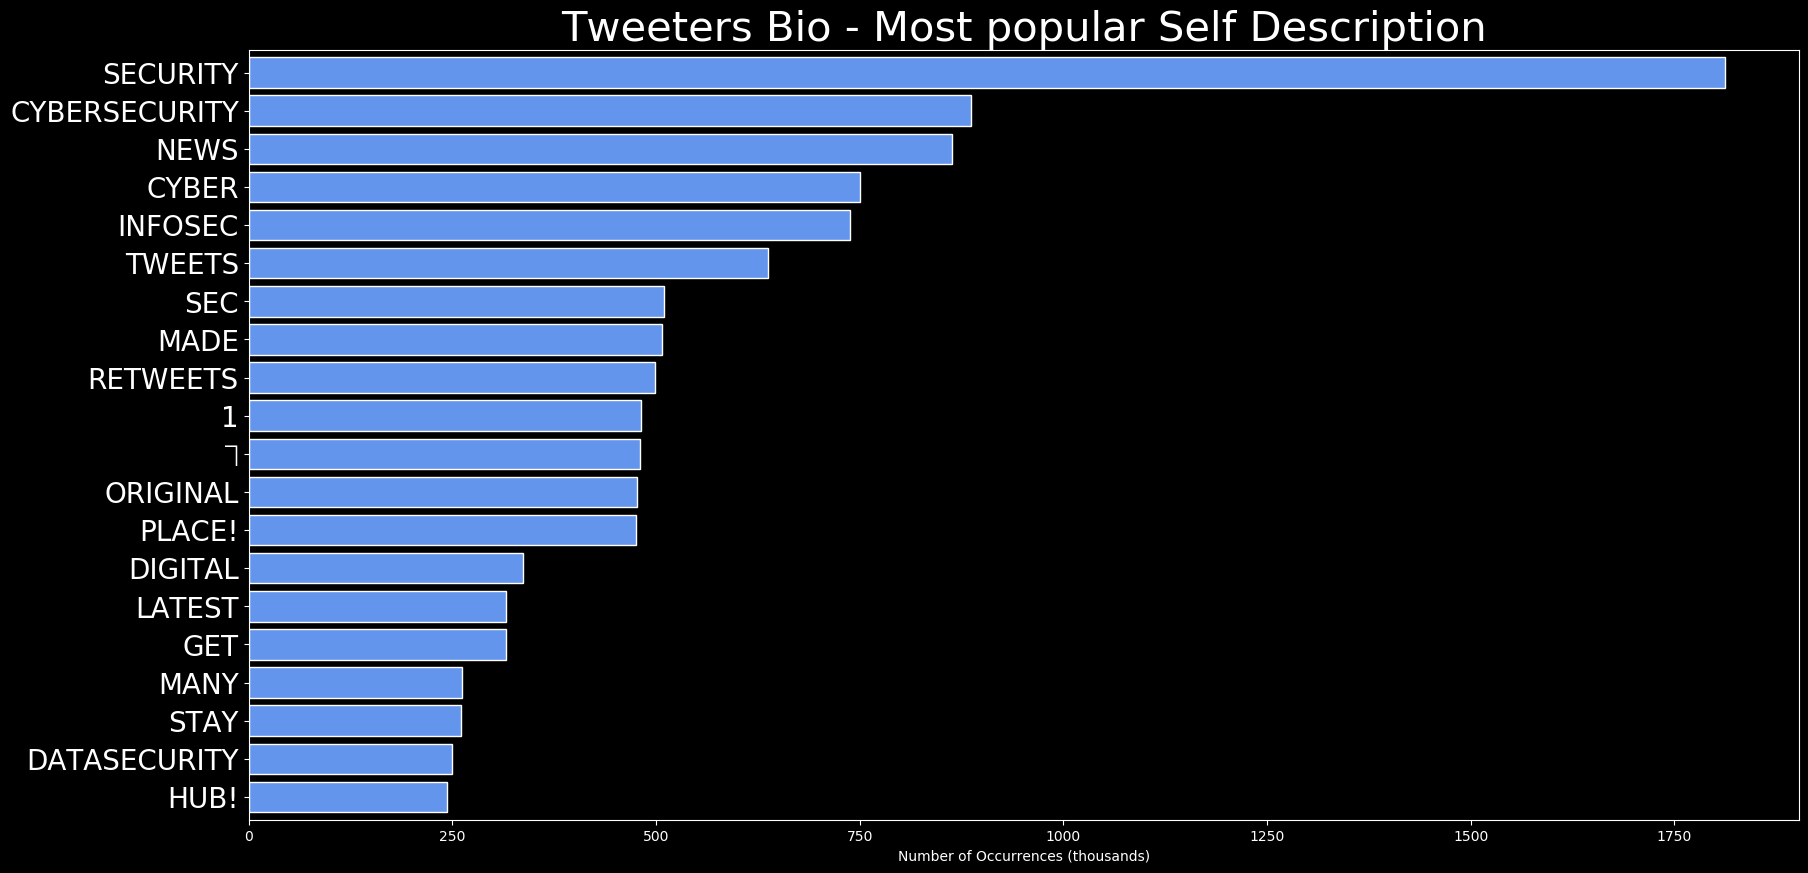 Tweeters Bio - Most popular Self Description
SECURITY
CYBERSECURITY
NEWS
CYBER
INFOSEC
TWEETS
SEC
MADE
RETWEETS
1
ORIGINAL
PLACE!
DIGITAL
LATEST
GET
MANY
STAY
DATASECURITY
HUB!
0 250 500 750 1000 1250 1500 1750
Number of Occurrences (thousands)